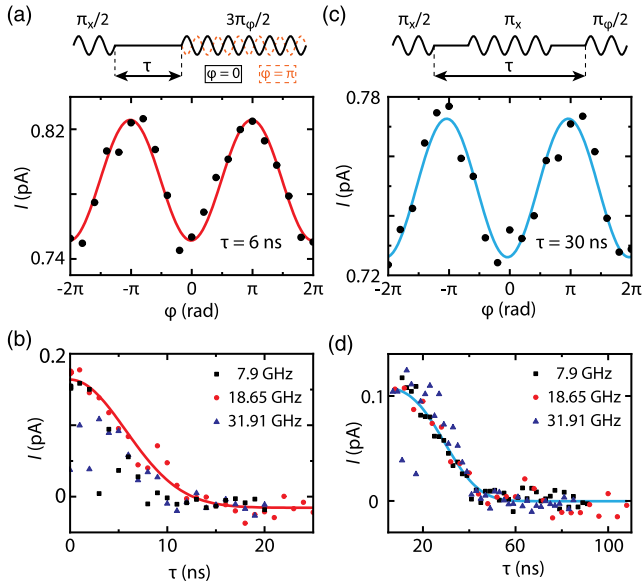 (a)
π_x/2
3π_φ/2
τ
φ = 0
φ = π
0.82
0.74
I (pA)
τ = 6 ns
-2π
-π
0
π
2π
φ (rad)
(c)
π_x/2
π_x
π_φ/2
τ
0.78
0.72
I (pA)
τ = 30 ns
-2π
-π
0
π
2π
φ (rad)
(b)
0.2
0
I (pA)
7.9 GHz
18.65 GHz
31.91 GHz
0
10
20
τ (ns)
(d)
0.1
0
I (pA)
7.9 GHz
18.65 GHz
31.91 GHz
20
60
100
τ (ns)